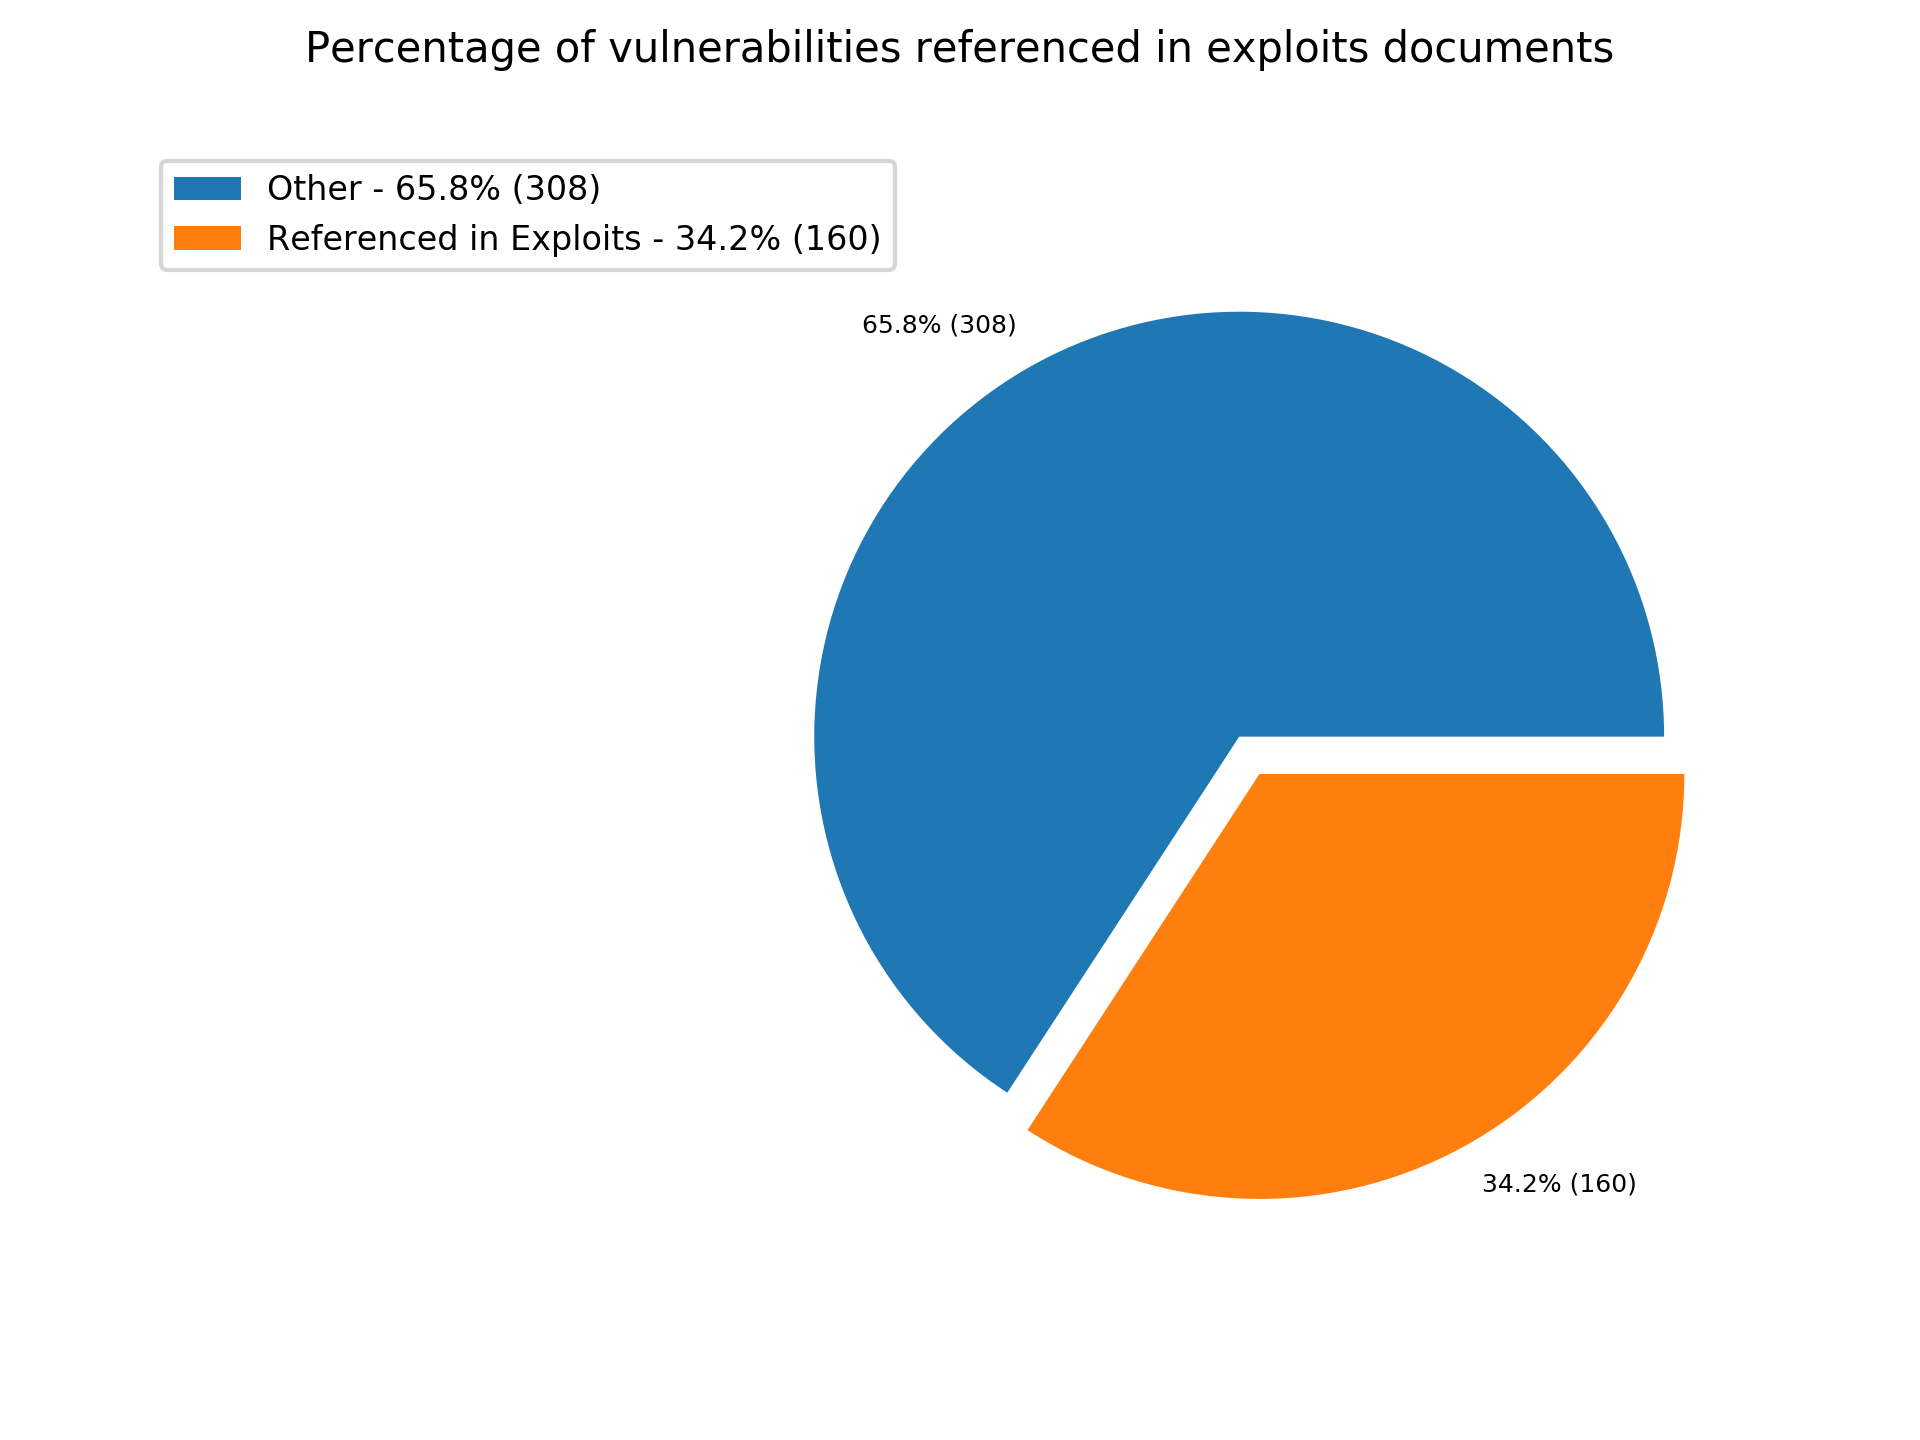 Percentage of vulnerabilities referenced in exploits documents
Other - 65.8% (308)
Referenced in Exploits - 34.2% (160)
65.8% (308)
34.2% (160)